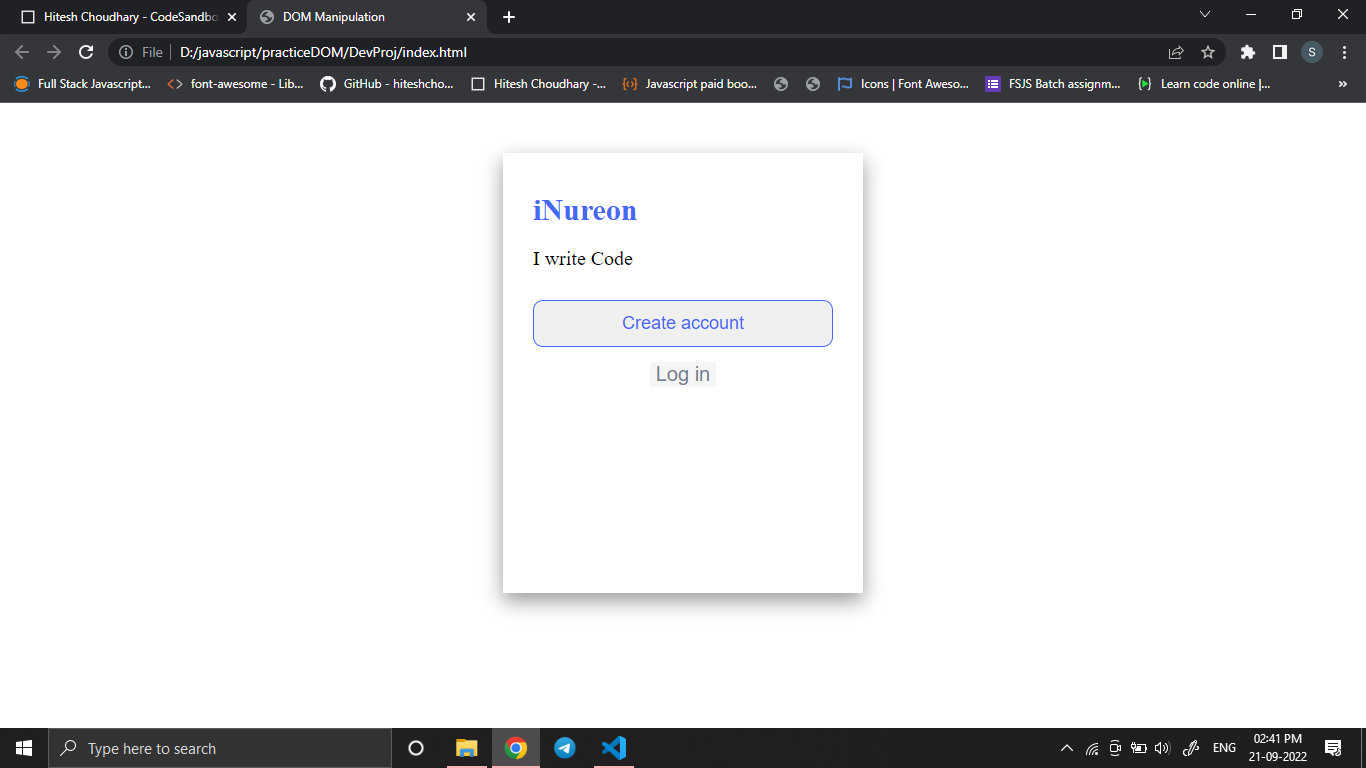 Hitesh Choudhary - CodeSandbo
DOM Manipulation
File
D:/javascript/practiceDOM/DevProj/index.html
S
Full Stack Javascript...
font-awesome - Lib...
GitHub - hiteshcho...
Hitesh Choudhary -...
Javascript paid boo...
Icons | Font Aweso...
FSJS Batch assignm...
Learn code online |...
iNureon
I write Code
Create account
Log in
Type here to search
ENG
02:41 PM
21-09-2022